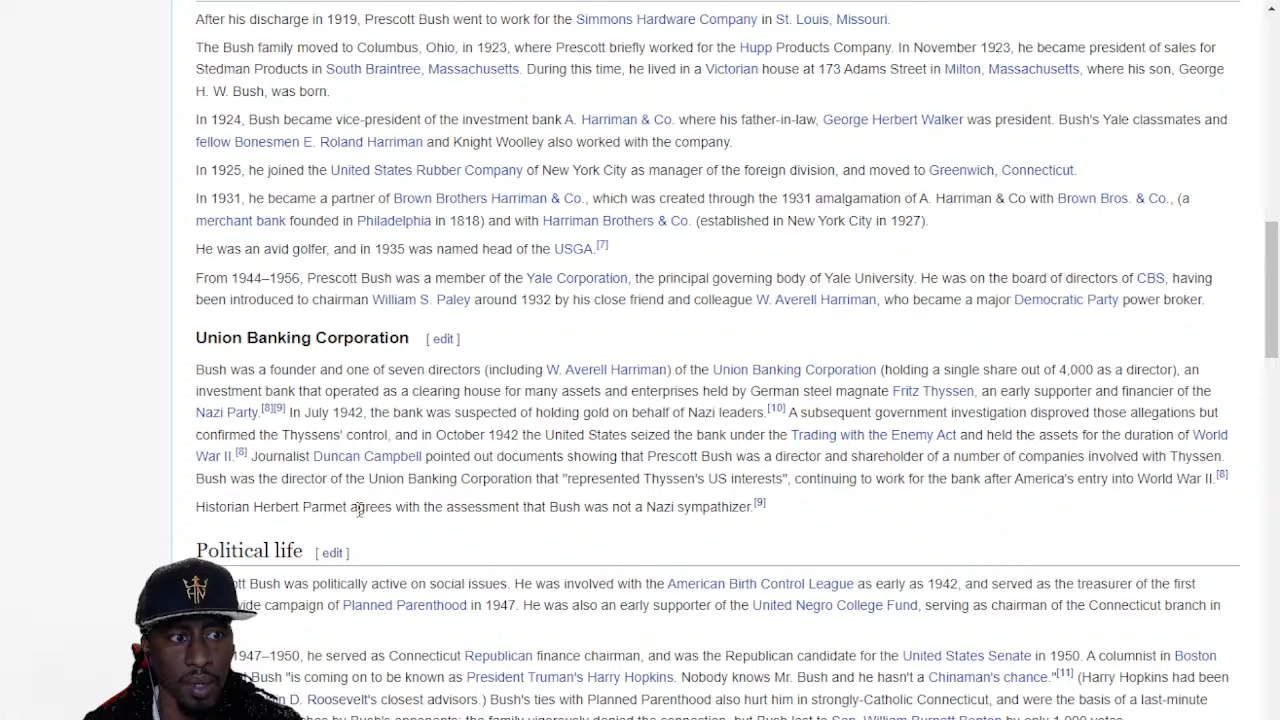 After his discharge in 1919, Prescott Bush went to work for the Simmons Hardware Company in St. Louis, Missouri.
The Bush family moved to Columbus, Ohio, in 1923, where Prescott briefly worked for the Hupp Products Company. In November 1923, he became president of sales for
Stedman Products in South Braintree, Massachusetts. During this time, he lived in a Victorian house at 173 Adams Street in Milton, Massachusetts, where his son, George
H. W. Bush, was born.
In 1924, Bush became vice-president of the investment bank A. Harriman & Co. where his father-in-law, George Herbert Walker was president. Bush's Yale classmates and
fellow Bonesmen E. Roland Harriman and Knight Woolley also worked with the company.
In 1925, he joined the United States Rubber Company of New York City as manager of the foreign division, and moved to Greenwich, Connecticut.
In 1931, he became a partner of Brown Brothers Harriman & Co., which was created through the 1931 amalgamation of A. Harriman & Co with Brown Bros. & Co., (a
merchant bank founded in Philadelphia in 1818) and with Harriman Brothers & Co. (established in New York City in 1927).
He was an avid golfer, and in 1935 was named head of the USGA.[7]
From 1944–1956, Prescott Bush was a member of the Yale Corporation, the principal governing body of Yale University. He was on the board of directors of CBS, having
been introduced to chairman William S. Paley around 1932 by his close friend and colleague W. Averell Harriman, who became a major Democratic Party power broker.
Union Banking Corporation [ edit ]
Bush was a founder and one of seven directors (including W. Averell Harriman) of the Union Banking Corporation (holding a single share out of 4,000 as a director), an
investment bank that operated as a clearing house for many assets and enterprises held by German steel magnate Fritz Thyssen, an early supporter and financier of the
Nazi Party.[8][9] In July 1942, the bank was suspected of holding gold on behalf of Nazi leaders.[10] A subsequent government investigation disproved those allegations but
confirmed the Thyssens' control, and in October 1942 the United States seized the bank under the Trading with the Enemy Act and held the assets for the duration of World
War II.[8] Journalist Duncan Campbell pointed out documents showing that Prescott Bush was a director and shareholder of a number of companies involved with Thyssen.
Bush was the director of the Union Banking Corporation that "represented Thyssen's US interests", continuing to work for the bank after America's entry into World War II.[8]
Historian Herbert Parmet agrees with the assessment that Bush was not a Nazi sympathizer.[9]
Political life [ edit ]
ott Bush was politically active on social issues. He was involved with the American Birth Control League as early as 1942, and served as the treasurer of the first
wide campaign of Planned Parenthood in 1947. He was also an early supporter of the United Negro College Fund, serving as chairman of the Connecticut branch in
1947–1950, he served as Connecticut Republican finance chairman, and was the Republican candidate for the United States Senate in 1950. A columnist in Boston
Bush "is coming on to be known as President Truman's Harry Hopkins. Nobody knows Mr. Bush and he hasn't a Chinaman's chance."[11] (Harry Hopkins had been
D. Roosevelt's closest advisors.) Bush's ties with Planned Parenthood also hurt him in strongly-Catholic Connecticut, and were the basis of a last-minute
by Bush's opponents; the family vigorously denied the connection, but Bush lost to Sen. William Burnett Benton by only 1,000 votes.